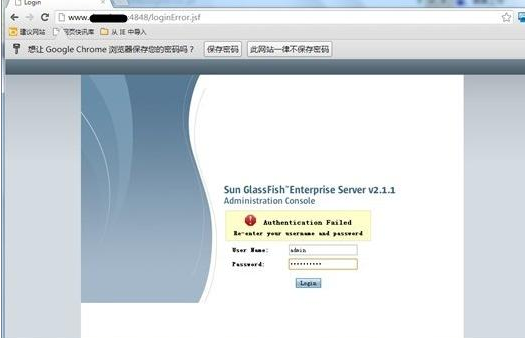 Login
www. :4848/loginError.jsf
建议网站 网页快讯库 从 IE 中导入
想让 Google Chrome 浏览器保存您的密码吗？ 保存密码 此网站一律不保存密码
Sun GlassFish™ Enterprise Server v2.1.1
Administration Console
Authentication Failed
Re-enter your username and password
User Name: admin
Password: ••••••••••
Login